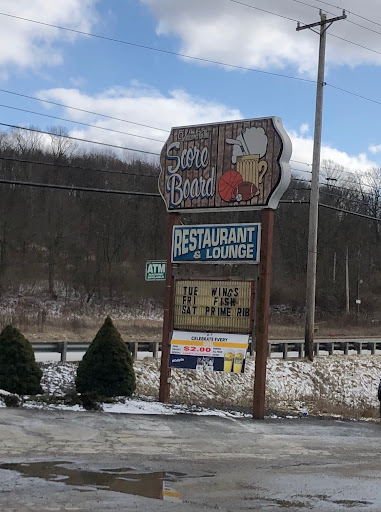 Score
Board
RESTAURANT
& LOUNGE
ATM
TUE WINGS
FRI FISH
SAT PRIME RIB
CELEBRATE EVERY
$2.00